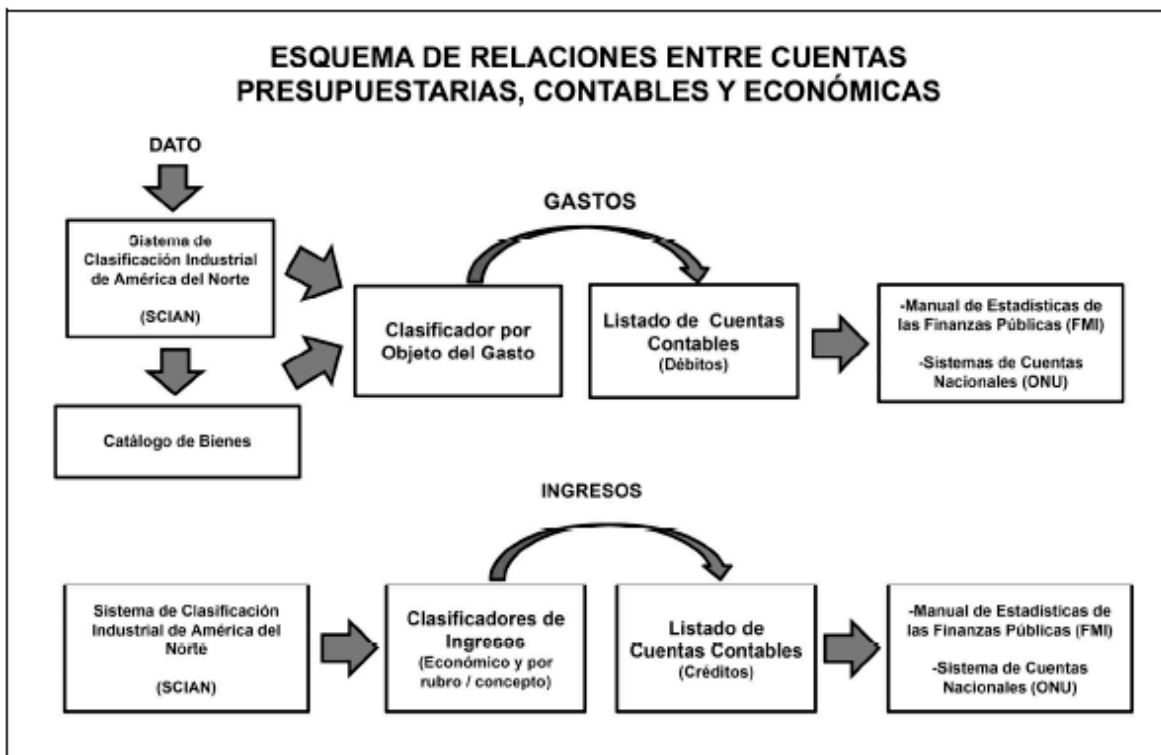 ESQUEMA DE RELACIONES ENTRE CUENTAS
PRESUPUESTARIAS, CONTABLES Y ECONÓMICAS
DATO
GASTOS
Sistema de
Clasificación Industrial
de América del Norte
(SCIAN)
Clasificador por
Objeto del Gasto
Listado de Cuentas
Contables
(Débitos)
-Manual de Estadísticas de
las Finanzas Públicas (FMI)
-Sistemas de Cuentas
Nacionales (ONU)
Catálogo de Bienes
INGRESOS
Sistema de Clasificación
Industrial de América del
Norte
(SCIAN)
Clasificadores de
Ingresos
(Económico y por
rubro / concepto)
Listado de
Cuentas Contables
(Créditos)
-Manual de Estadísticas de
las Finanzas Públicas (FMI)
-Sistema de Cuentas
Nacionales (ONU)